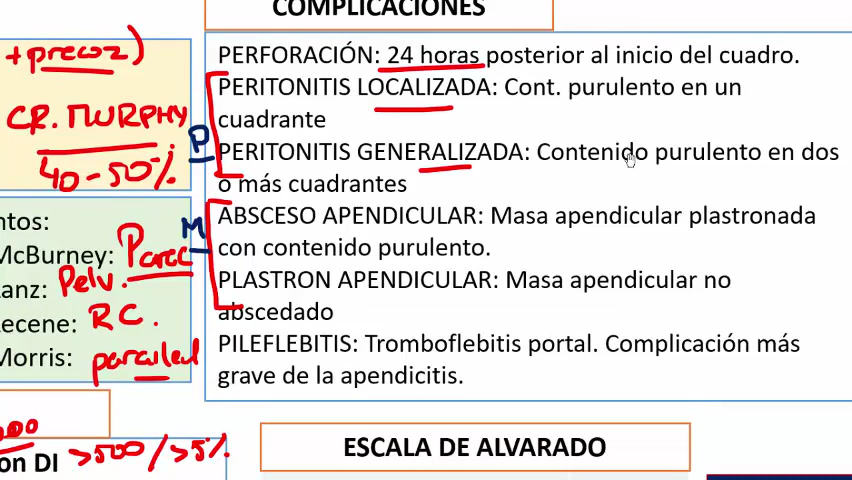 COMPLICACIONES
+precoz)
CR. MURPHY
40-50%
PERFORACIÓN: 24 horas posterior al inicio del cuadro.
PERITONITIS LOCALIZADA: Cont. purulento en un
cuadrante
P
PERITONITIS GENERALIZADA: Contenido purulento en dos
o más cuadrantes
M
ABSCESO APENDICULAR: Masa apendicular plastronada
con contenido purulento.
PLASTRON APENDICULAR: Masa apendicular no
abscedado
PILEFLEBITIS: Tromboflebitis portal. Complicación más
grave de la apendicitis.
ntos:
McBurney: Parac
anz: Pelv.
ecene: RC.
Morris: paraileal
on DI >500/>5%
ESCALA DE ALVARADO